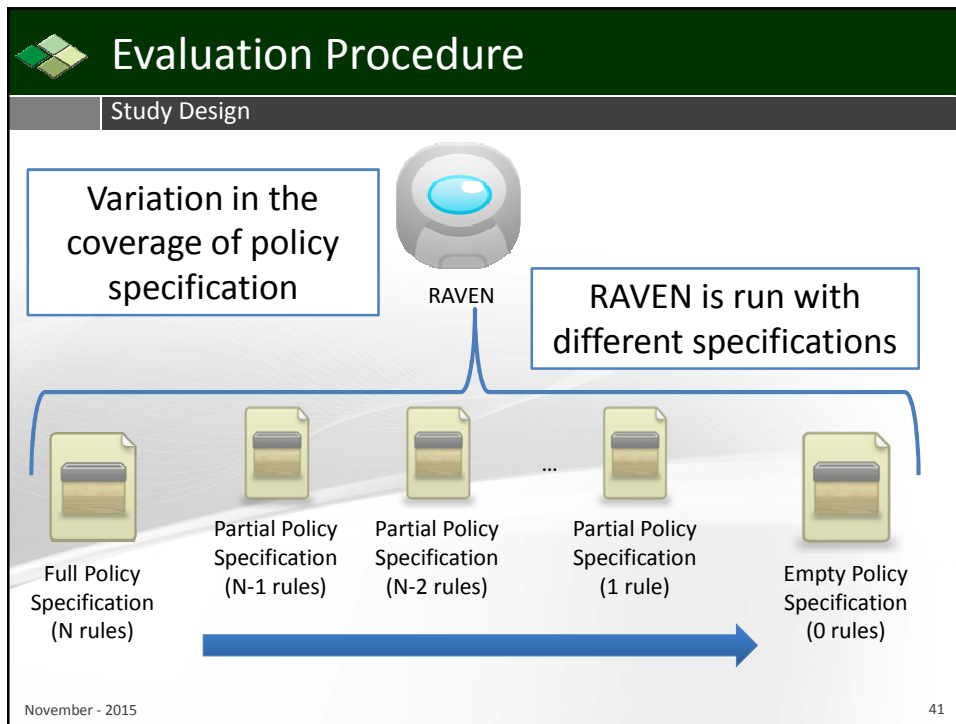 Evaluation Procedure
Study Design
Variation in the
coverage of policy
specification
RAVEN
RAVEN is run with
different specifications
Full Policy
Specification
(N rules)
Partial Policy
Specification
(N-1 rules)
Partial Policy
Specification
(N-2 rules)
...
Partial Policy
Specification
(1 rule)
Empty Policy
Specification
(0 rules)
November - 2015
41